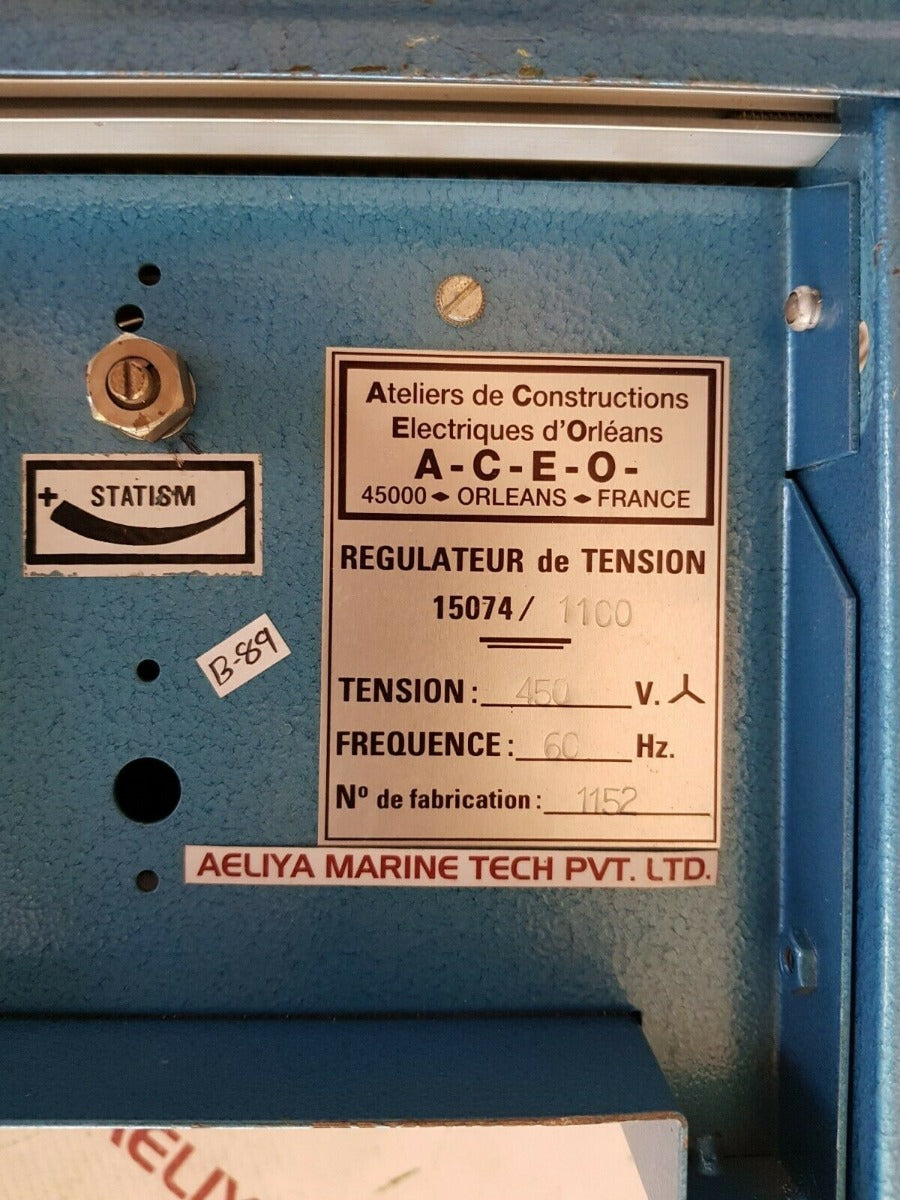 Ateliers de Constructions
Electriques d'Orléans
A-C-E-O-
45000 ◆ ORLEANS ◆ FRANCE
+ STATISM
REGULATEUR de TENSION
15074/ 1100
B-89
TENSION: 450 V.
FREQUENCE: 60 Hz.
Nº de fabrication: 1152
AELIYA MARINE TECH PVT. LTD.